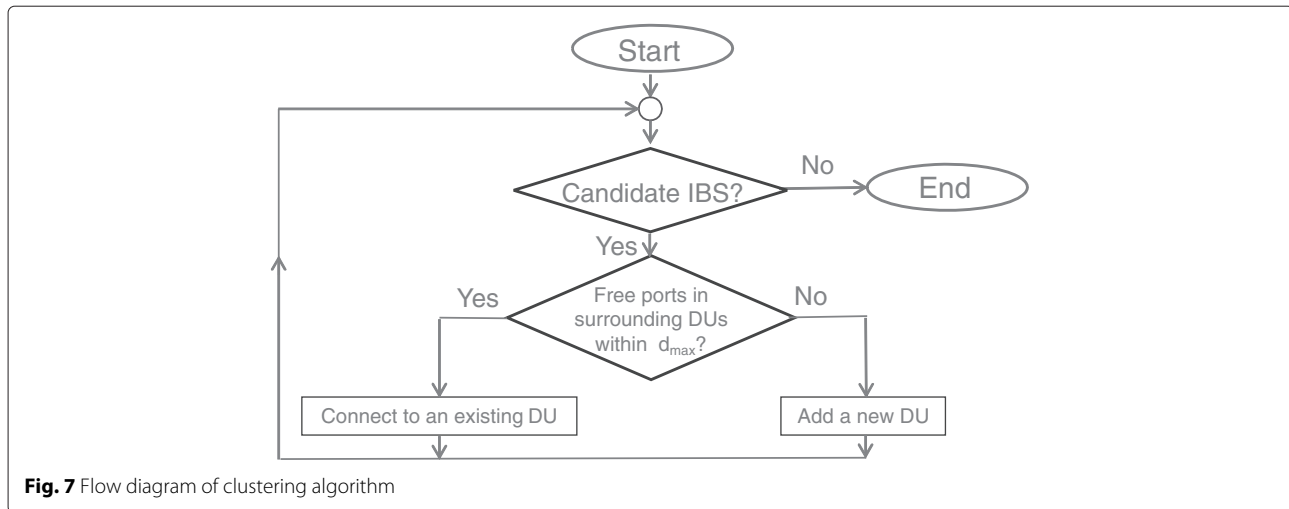 Start
Candidate IBS?
No
End
Yes
Yes
Free ports in
surrounding DUs
within d_max?
No
Connect to an existing DU
Add a new DU
Fig. 7 Flow diagram of clustering algorithm